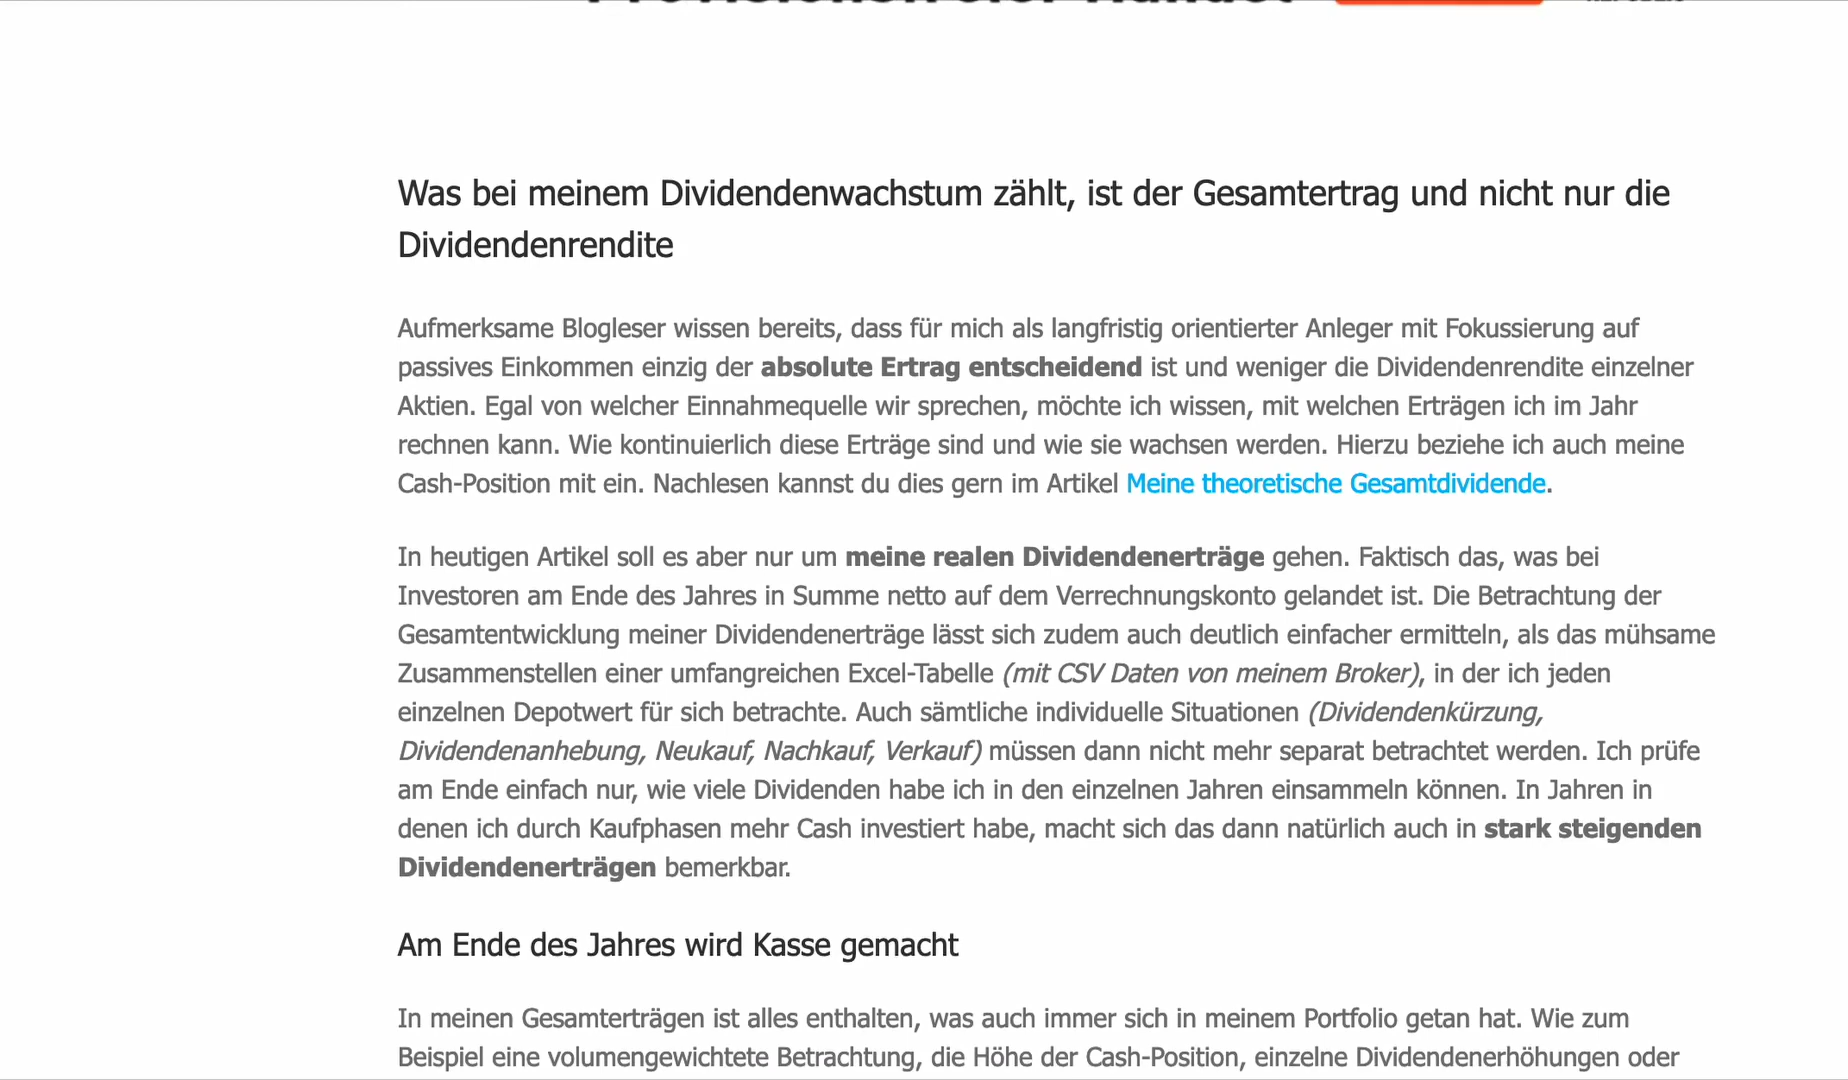 Was bei meinem Dividendenwachstum zählt, ist der Gesamtertrag und nicht nur die
Dividendenrendite
Aufmerksame Blogleser wissen bereits, dass für mich als langfristig orientierter Anleger mit Fokussierung auf
passives Einkommen einzig der absolute Ertrag entscheidend ist und weniger die Dividendenrendite einzelner
Aktien. Egal von welcher Einnahmequelle wir sprechen, möchte ich wissen, mit welchen Erträgen ich im Jahr
rechnen kann. Wie kontinuierlich diese Erträge sind und wie sie wachsen werden. Hierzu beziehe ich auch meine
Cash-Position mit ein. Nachlesen kannst du dies gern im Artikel Meine theoretische Gesamtdividende.
In heutigen Artikel soll es aber nur um meine realen Dividendenerträge gehen. Faktisch das, was bei
Investoren am Ende des Jahres in Summe netto auf dem Verrechnungskonto gelandet ist. Die Betrachtung der
Gesamtentwicklung meiner Dividendenerträge lässt sich zudem auch deutlich einfacher ermitteln, als das mühsame
Zusammenstellen einer umfangreichen Excel-Tabelle (mit CSV Daten von meinem Broker), in der ich jeden
einzelnen Depotwert für sich betrachte. Auch sämtliche individuelle Situationen (Dividendenkürzung,
Dividendenanhebung, Neukauf, Nachkauf, Verkauf) müssen dann nicht mehr separat betrachtet werden. Ich prüfe
am Ende einfach nur, wie viele Dividenden habe ich in den einzelnen Jahren einsammeln können. In Jahren in
denen ich durch Kaufphasen mehr Cash investiert habe, macht sich das dann natürlich auch in stark steigenden
Dividendenerträgen bemerkbar.
Am Ende des Jahres wird Kasse gemacht
In meinen Gesamterträgen ist alles enthalten, was auch immer sich in meinem Portfolio getan hat. Wie zum
Beispiel eine volumengewichtete Betrachtung, die Höhe der Cash-Position, einzelne Dividendenerhöhungen oder